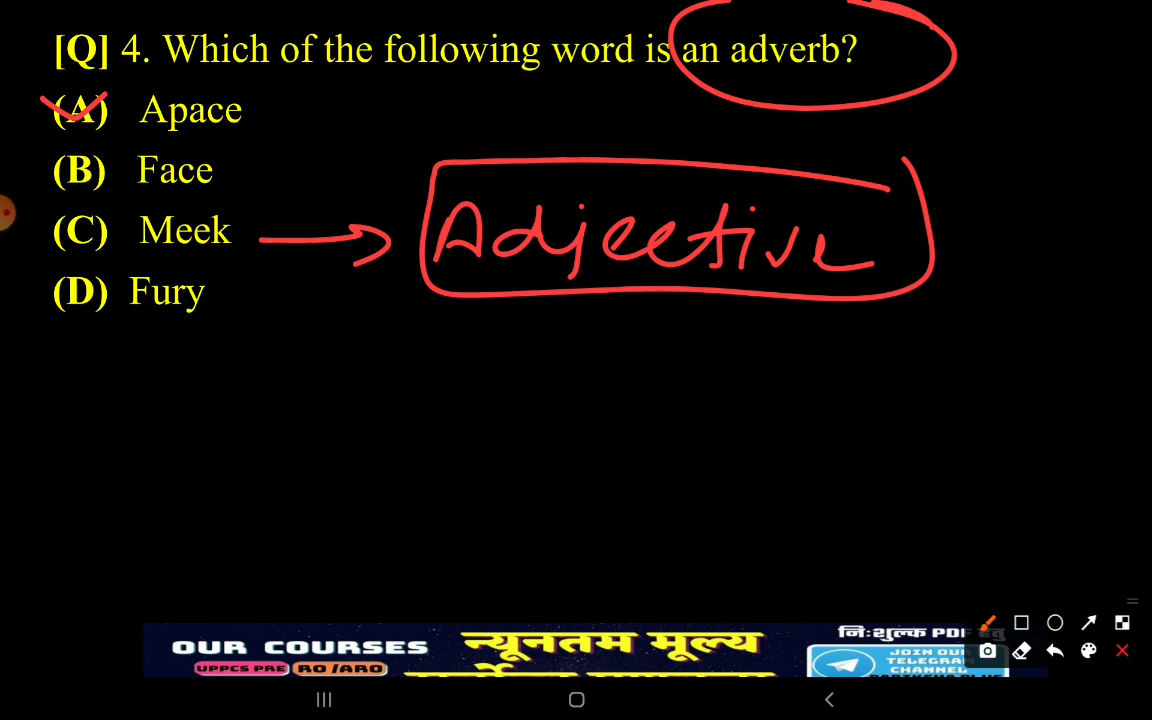 [Q] 4. Which of the following word is an adverb?
(A) Apace
(B) Face
(C) Meek → Adjective
(D) Fury
OUR COURSES
UPPCS PRE RO /ARO
न्यूनतम मूल्य
नि:शुल्क PDF हेतु
JOIN OUR
TELEGRAM
CHANNEL